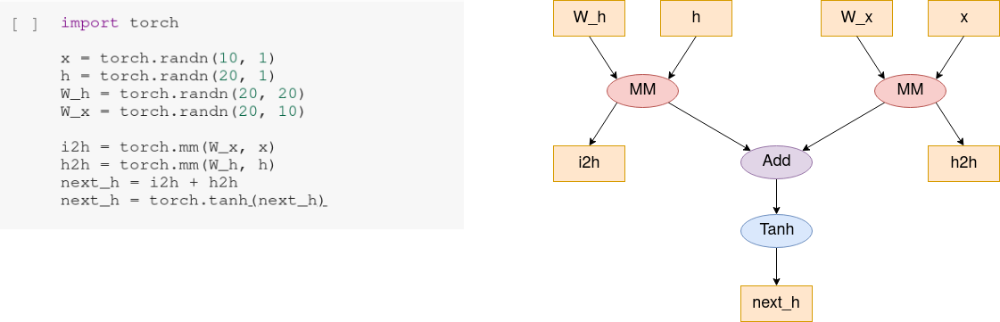 [ ] import torch
x = torch.randn(10, 1)
h = torch.randn(20, 1)
W_h = torch.randn(20, 20)
W_x = torch.randn(20, 10)
i2h = torch.mm(W_x, x)
h2h = torch.mm(W_h, h)
next_h = i2h + h2h
next_h = torch.tanh_(next_h)_
W_h h W_x x
MM MM
i2h Add h2h
Tanh
next_h